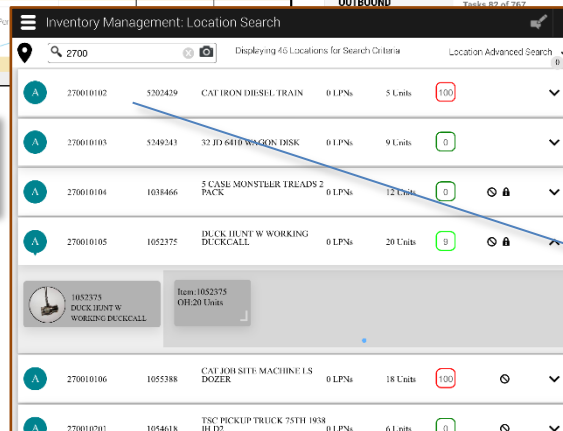 OUTBOUND
Tasks 82 of 767
Inventory Management: Location Search
2700
Displaying 46 Locations for Search Criteria
Location Advanced Search
0
A 270010102 5202429 CAT IRON DIESEL TRAIN 0 LPNs 5 Units 100
A 270010103 5249243 32 JD 6410 WAGON DISK 0 LPNs 9 Units 0
A 270010104 1038466 5 CASE MONSTEER TREADS 2 PACK 0 LPNs 12 Units 0
A 270010105 1052375 DUCK HUNT W WORKING DUCKCALL 0 LPNs 20 Units 9
1052375
DUCK HUNT W
WORKING DUCKCALL
Item:1052375
OH:20 Units
A 270010106 1055388 CAT JOB SITE MACHINE LS DOZER 0 LPNs 18 Units 100
A 270010201 1054618 TSC PICKUP TRUCK 75TH 1938 IH D2 0 LPNs 6 Units 0